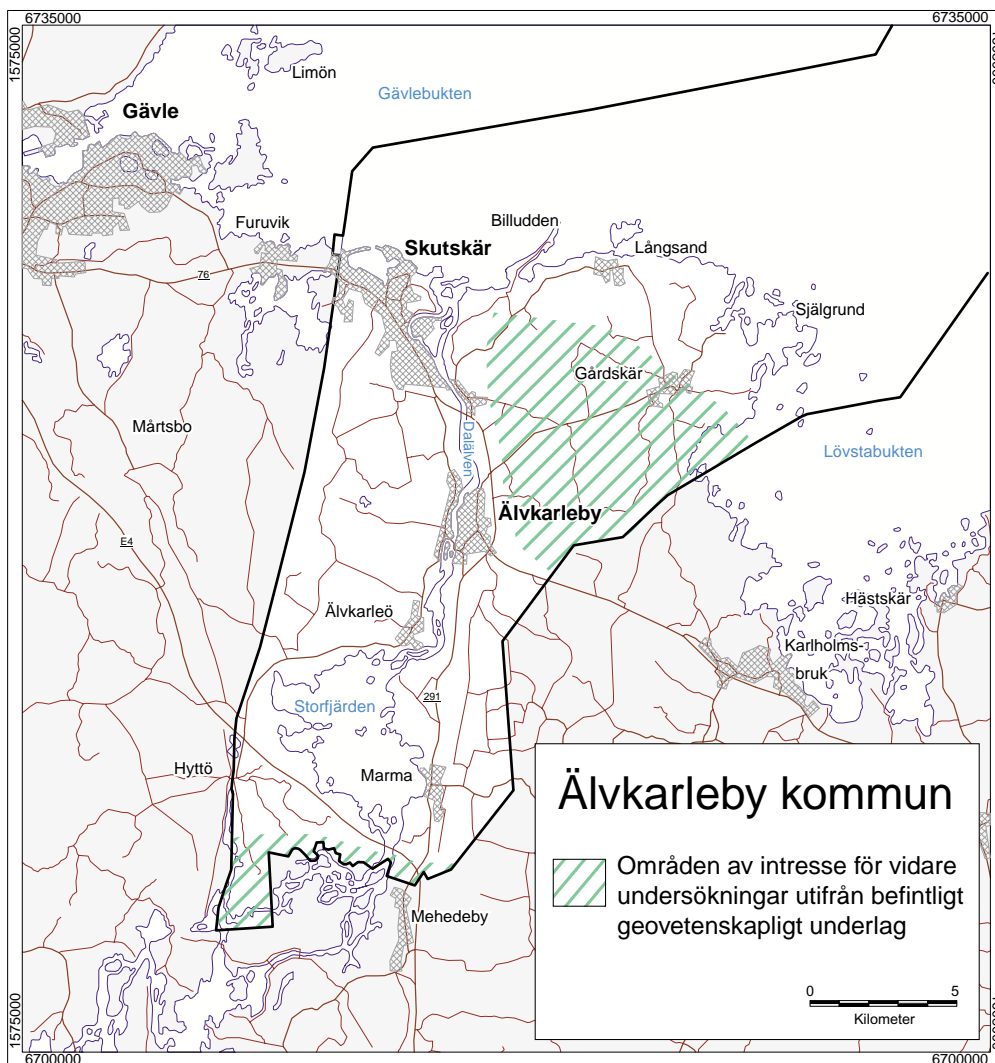 6735000
6735000
1575000
Limön
Gävlebukten
Gävle
Billudden
Furuvik
Skutskär
Långsand
76
Själgrund
Gårdskär
Mårtsbo
Dalälven
Lövstabukten
Älvkarleby
E4
Hästskär
Älvkarleö
Karlholms-
bruk
291
Storfjärden
Hyttö
Marma
Älvkarleby kommun
Områden av intresse för vidare
undersökningar utifrån befintligt
geovetenskapligt underlag
Mehedeby
0 5
Kilometer
1575000
6700000
6700000